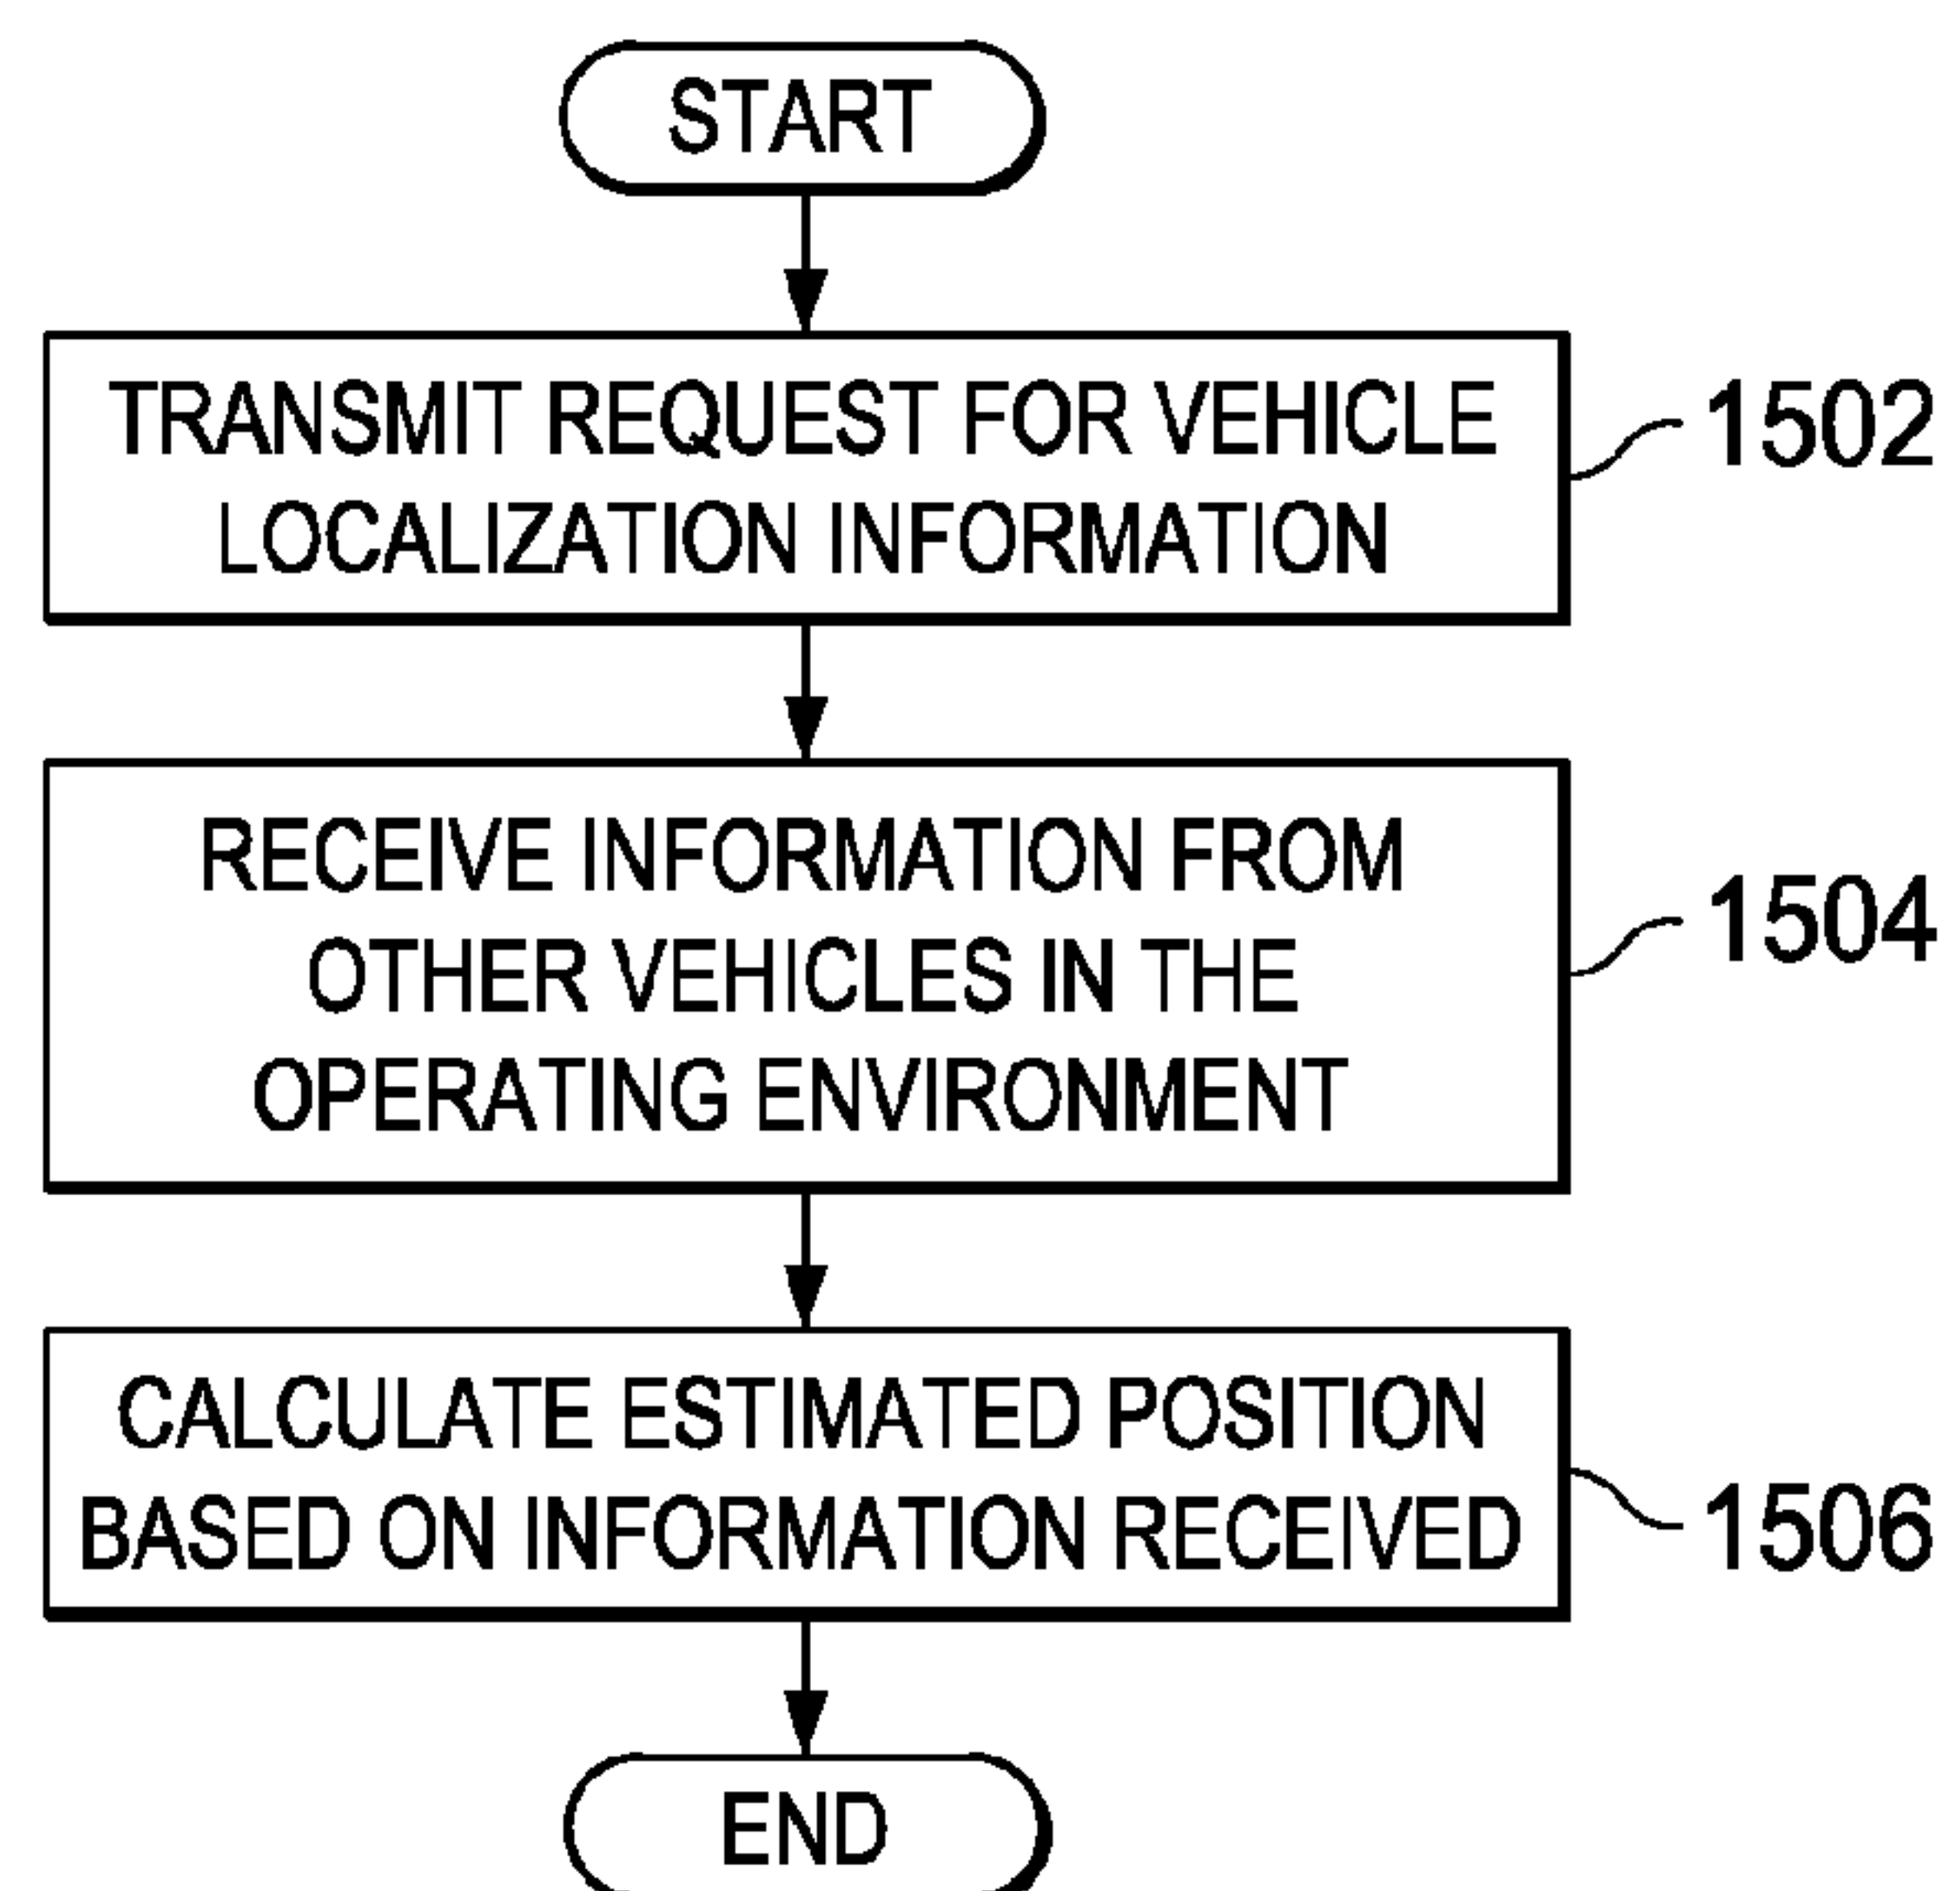 START
TRANSMIT REQUEST FOR VEHICLE
LOCALIZATION INFORMATION
1502
RECEIVE INFORMATION FROM
OTHER VEHICLES IN THE
OPERATING ENVIRONMENT
1504
CALCULATE ESTIMATED POSITION
BASED ON INFORMATION RECEIVED
1506
END